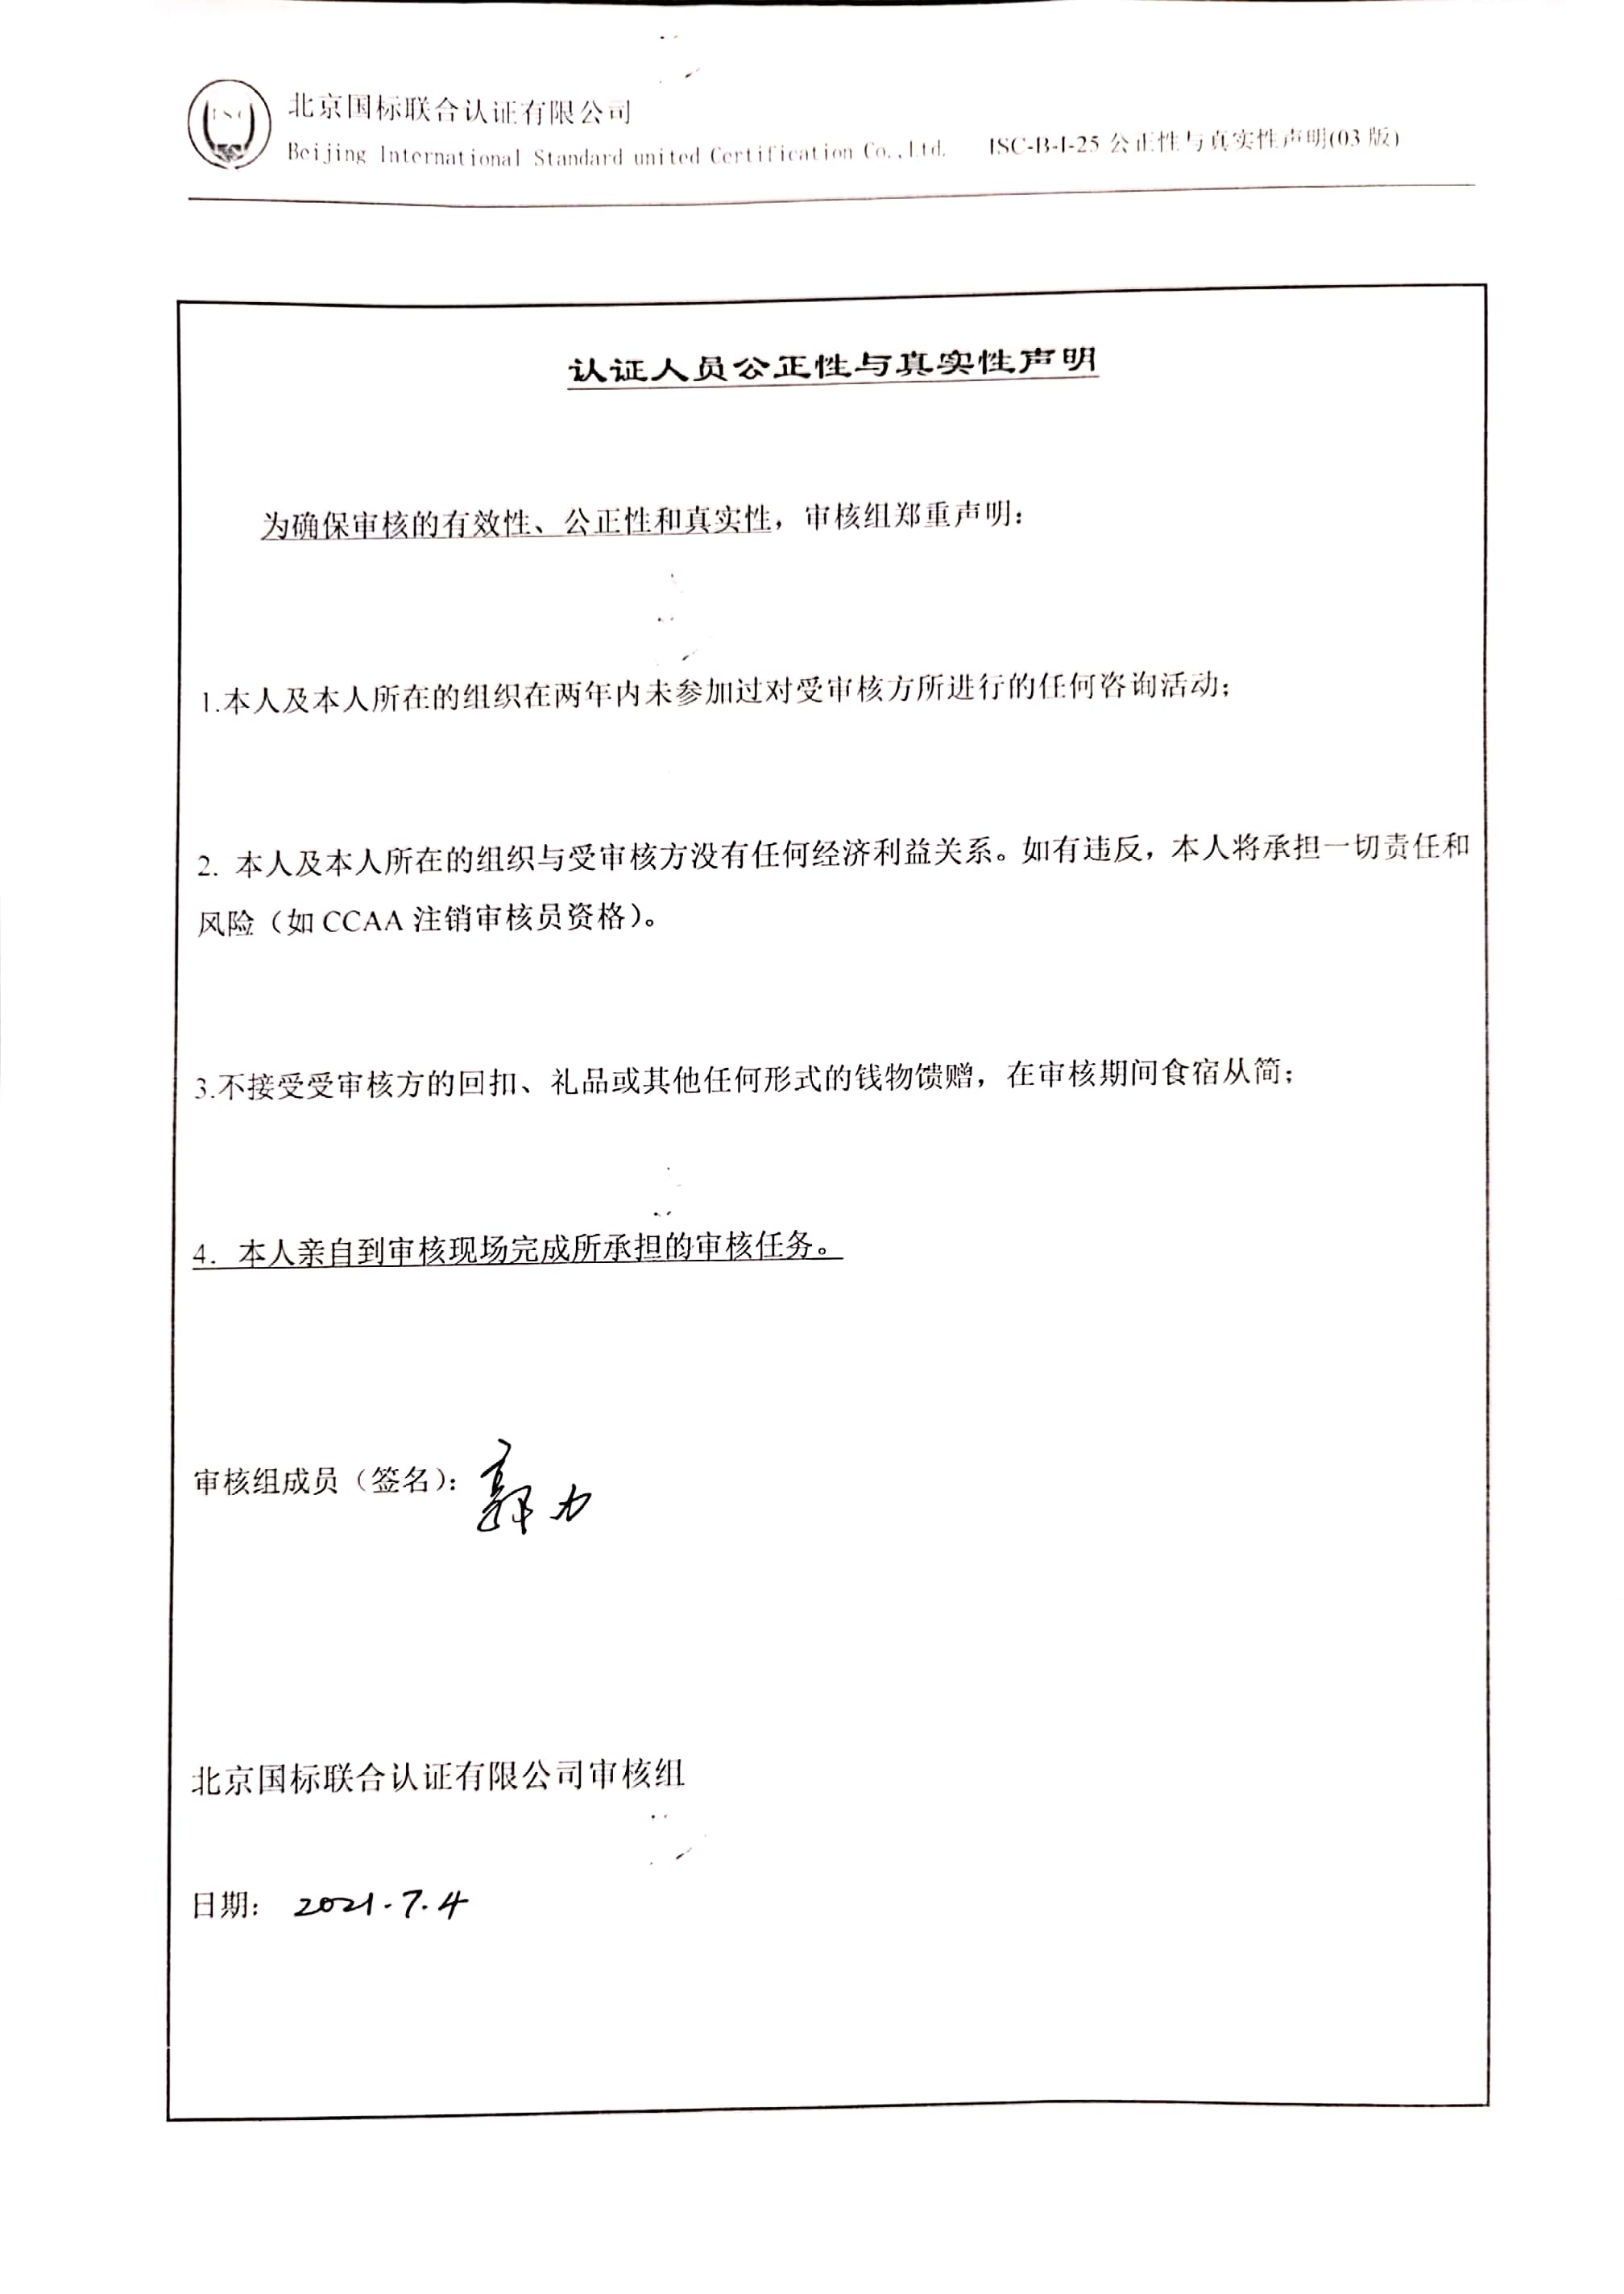 ISC
北京国标联合认证有限公司
Beijing International Standard united Certification Co.,Ltd. ISC-B-I-25 公正性与真实性声明(03 版)
认证人员公正性与真实性声明
为确保审核的有效性、公正性和真实性，审核组郑重声明：
1.本人及本人所在的组织在两年内未参加过对受审核方所进行的任何咨询活动；
2. 本人及本人所在的组织与受审核方没有任何经济利益关系。如有违反，本人将承担一切责任和
风险（如 CCAA 注销审核员资格）。
3.不接受受审核方的回扣、礼品或其他任何形式的钱物馈赠，在审核期间食宿从简；
4. 本人亲自到审核现场完成所承担的审核任务。
审核组成员（签名）：郭力
北京国标联合认证有限公司审核组
日期： 2021.7.4